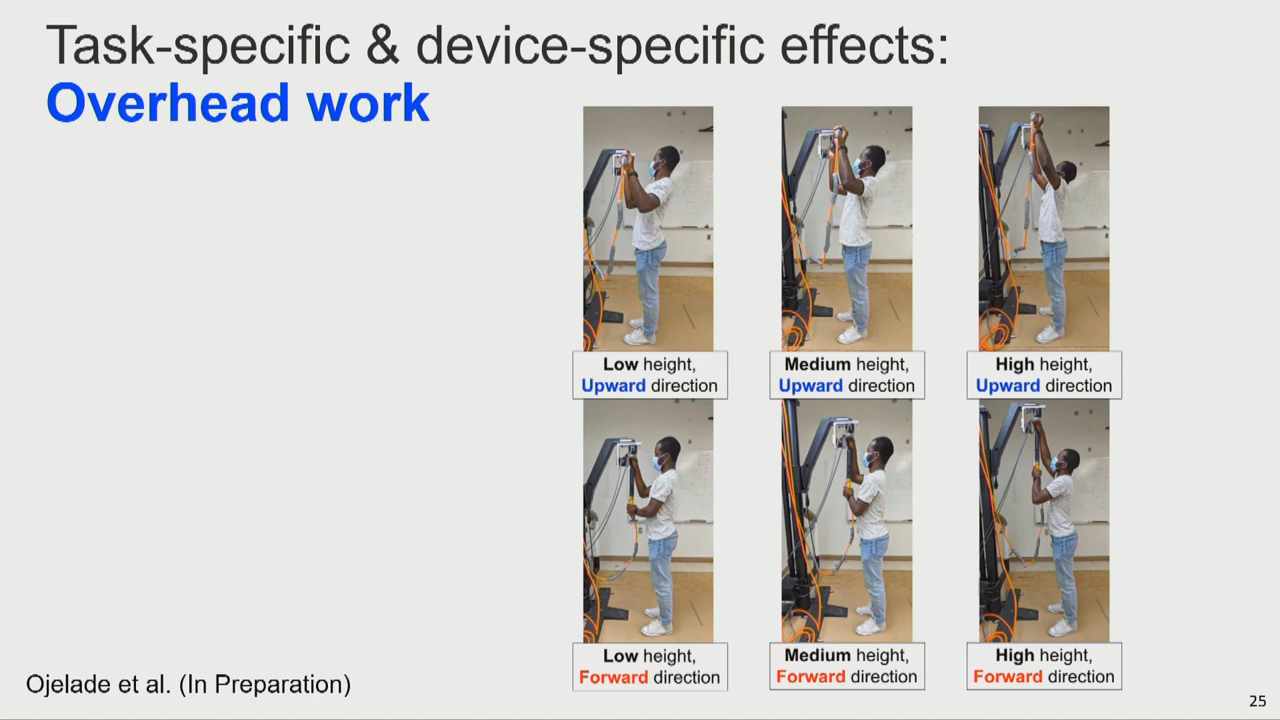 Task-specific & device-specific effects:
Overhead work
Low height,
Upward direction
Medium height,
Upward direction
High height,
Upward direction
Low height,
Forward direction
Medium height,
Forward direction
High height,
Forward direction
Ojelade et al. (In Preparation)
25